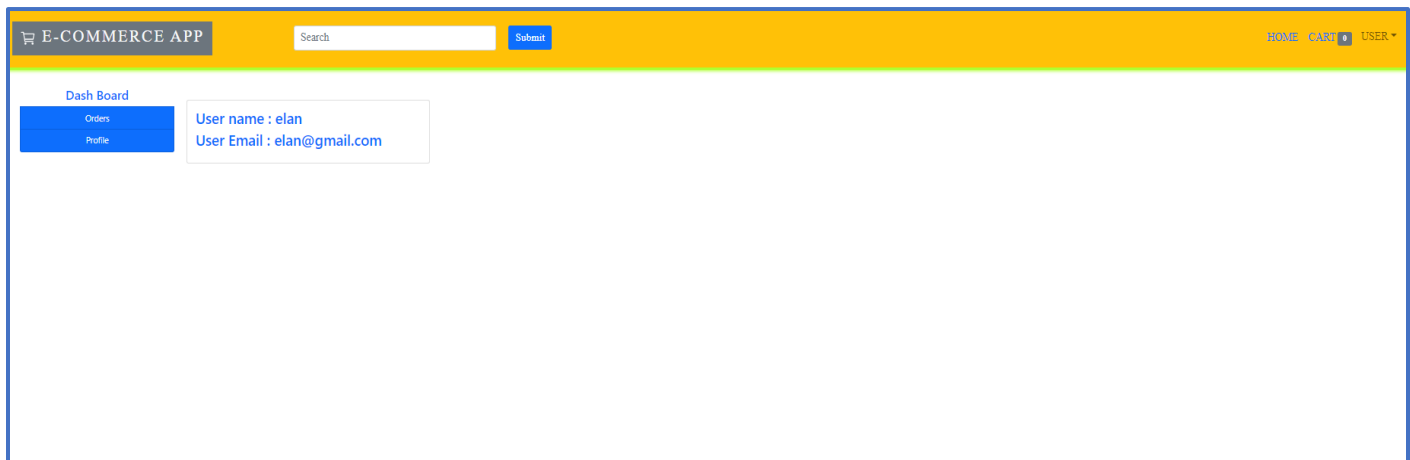 E-COMMERCE APP
Search
Submit
HOME CART 0 USER
Dash Board
Orders
Profile
User name : elan
User Email : elan@gmail.com